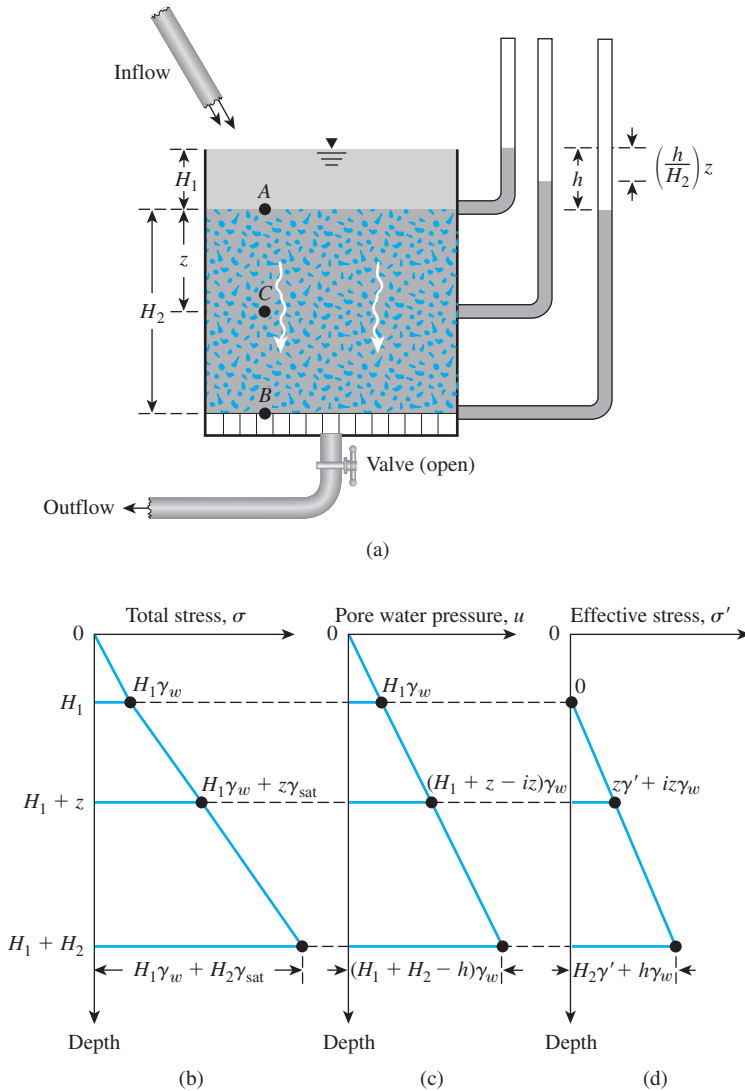 Inflow
H₁
A
h
(h/H₂) z
z
C
H₂
B
Valve (open)
Outflow
(a)
0 Total stress, σ
0 Pore water pressure, u
0 Effective stress, σ′
H₁
H₁γw
H₁γw
0
H₁ + z
H₁γw + zγsat
(H₁ + z − iz)γw
zγ′ + izγw
H₁ + H₂
H₁γw + H₂γsat
(H₁ + H₂ − h)γw
H₂γ′ + hγw
Depth
Depth
Depth
(b)
(c)
(d)